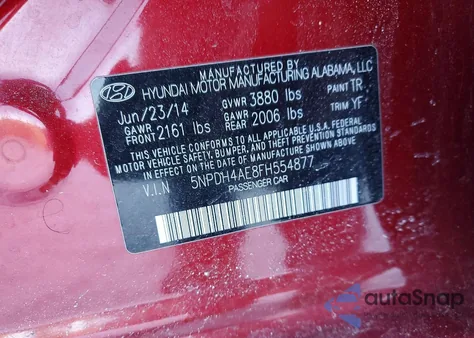 MANUFACTURED BY
HYUNDAI MOTOR MANUFACTURING ALABAMA, LLC
Jun/23/14 GVWR 3880 lbs PAINT TR
GAWR FRONT 2161 lbs GAWR REAR 2006 lbs TRIM YF
THIS VEHICLE CONFORMS TO ALL APPLICABLE U.S. FEDERAL
MOTOR VEHICLE SAFETY, BUMPER, AND THEFT PREVENTION
STANDARDS IN EFFECT ON THE DATE OF MANUFACTURE SHOWN ABOVE.
V.I.N 5NPDH4AE8FH554877
PASSENGER CAR
autoSnap